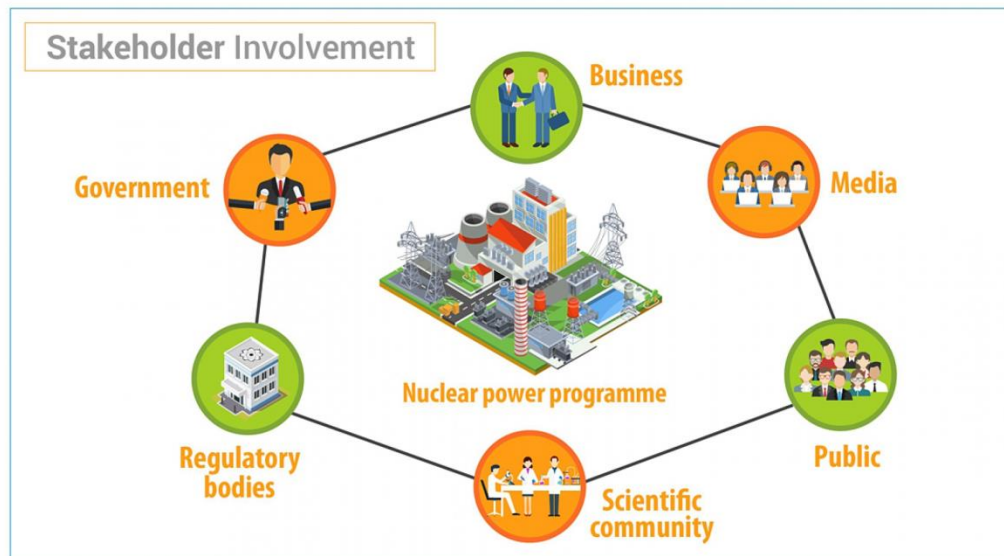 Stakeholder Involvement
Business
Government
Media
Nuclear power programme
Regulatory
bodies
Public
Scientific
community